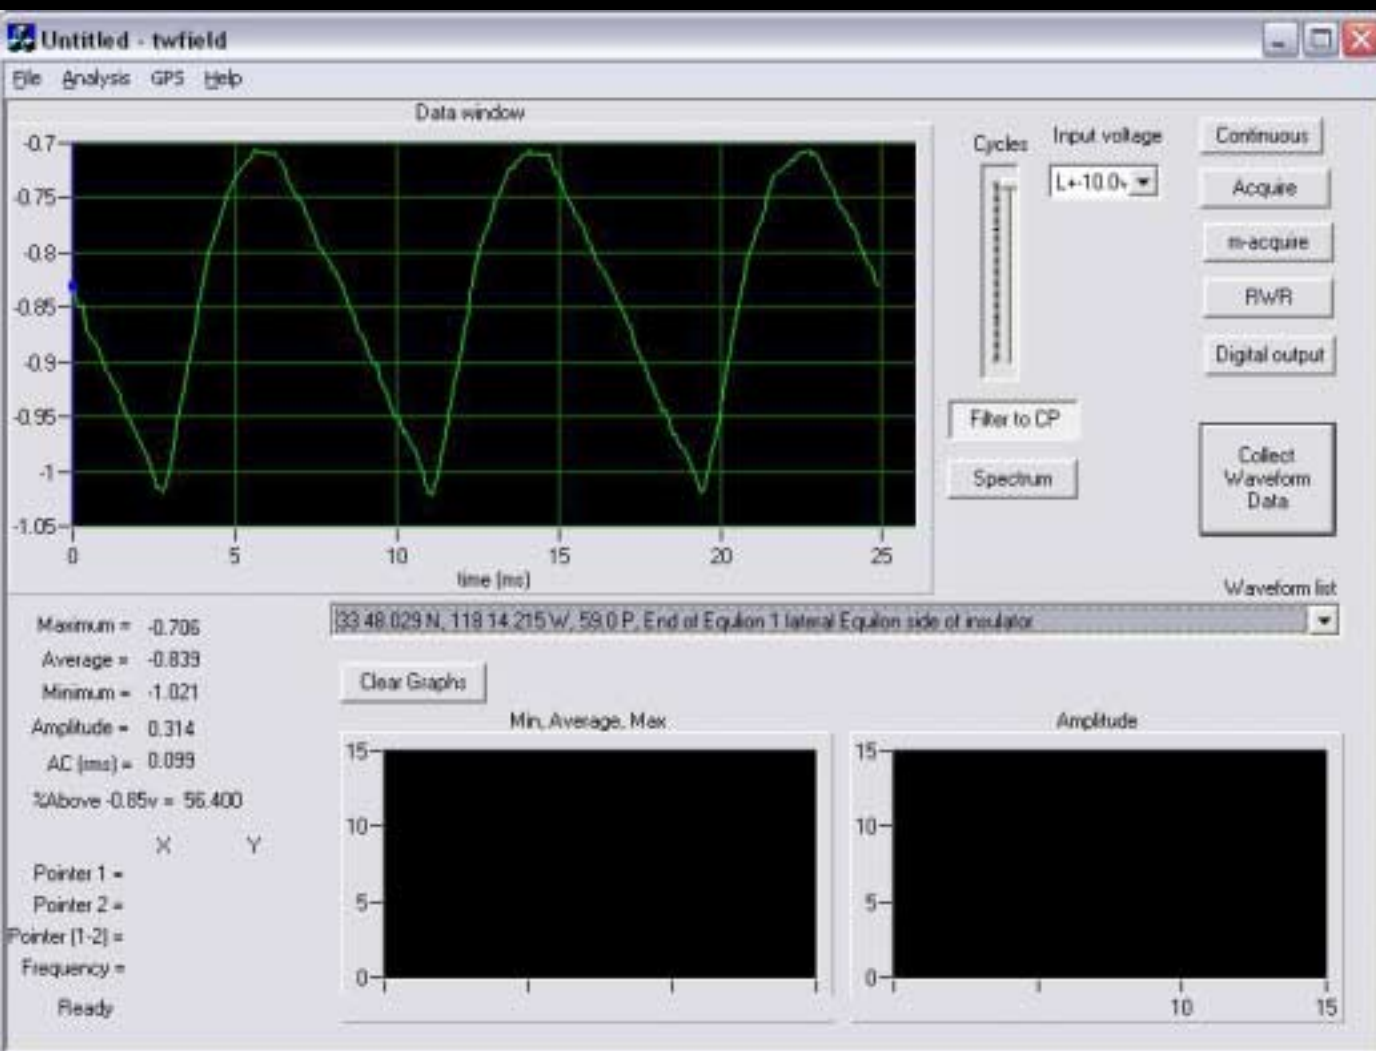 Untitled - twfield
File Analysis GPS Help
Data window
-0.7
-0.75
-0.8
-0.85
-0.9
-0.95
-1
-1.05
0 5 10 15 20 25
time (ms)
Cycles
Input voltage
L+-10.0v
Filter to CP
Spectrum
Continuous
Acquire
m-acquire
RWR
Digital output
Collect
Waveform
Data
Waveform list
33 48.029 N, 118 14.215 W, 59.0 P, End of Equlion 1 lateral Equilon side of insulator
Maximum = -0.706
Average = -0.839
Minimum = -1.021
Amplitude = 0.314
AC (rms) = 0.099
%Above -0.85v = 56.400
X Y
Pointer 1 =
Pointer 2 =
Pointer (1-2) =
Frequency =
Ready
Clear Graphs
Min, Average, Max
15
10
5
0
Amplitude
15
10
5
0
10 15